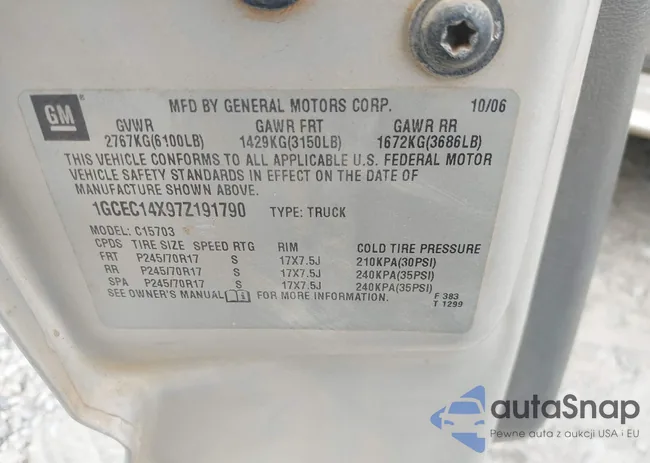 GM
MFD BY GENERAL MOTORS CORP. 10/06
GVWR GAWR FRT GAWR RR
2767KG(6100LB) 1429KG(3150LB) 1672KG(3686LB)
THIS VEHICLE CONFORMS TO ALL APPLICABLE U.S. FEDERAL MOTOR
VEHICLE SAFETY STANDARDS IN EFFECT ON THE DATE OF
MANUFACTURE SHOWN ABOVE.
1GCEC14X97Z191790 TYPE: TRUCK
MODEL: C15703
CPDS TIRE SIZE SPEED RTG RIM COLD TIRE PRESSURE
FRT P245/70R17 S 17X7.5J 210KPA(30PSI)
RR P245/70R17 S 17X7.5J 240KPA(35PSI)
SPA P245/70R17 S 17X7.5J 240KPA(35PSI)
SEE OWNER'S MANUAL FOR MORE INFORMATION.
F 383
T 1299
autaSnap
Pewne auta z aukcji USA i EU